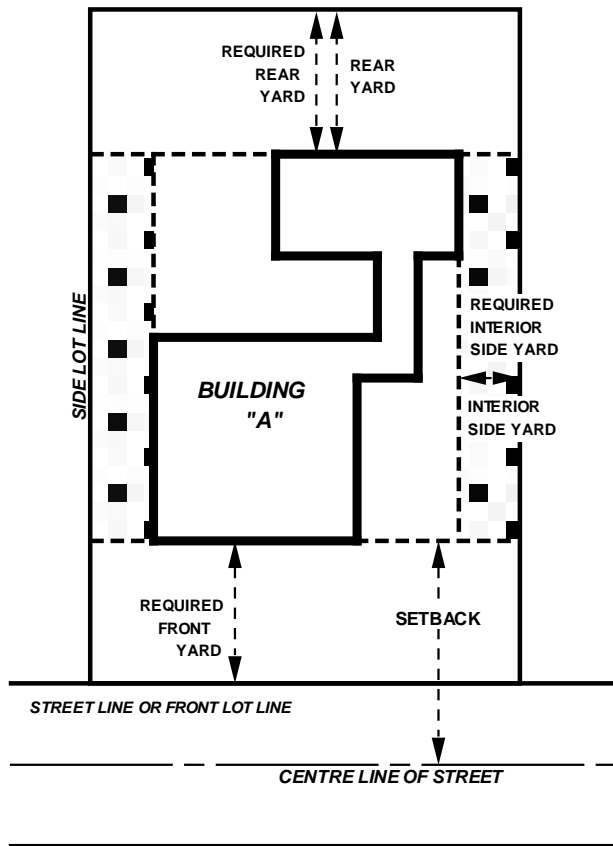 REQUIRED
REAR
YARD
REAR
YARD
SIDE LOT LINE
REQUIRED
INTERIOR
SIDE YARD
INTERIOR
SIDE YARD
BUILDING
"A"
REQUIRED
FRONT
YARD
SETBACK
STREET LINE OR FRONT LOT LINE
CENTRE LINE OF STREET